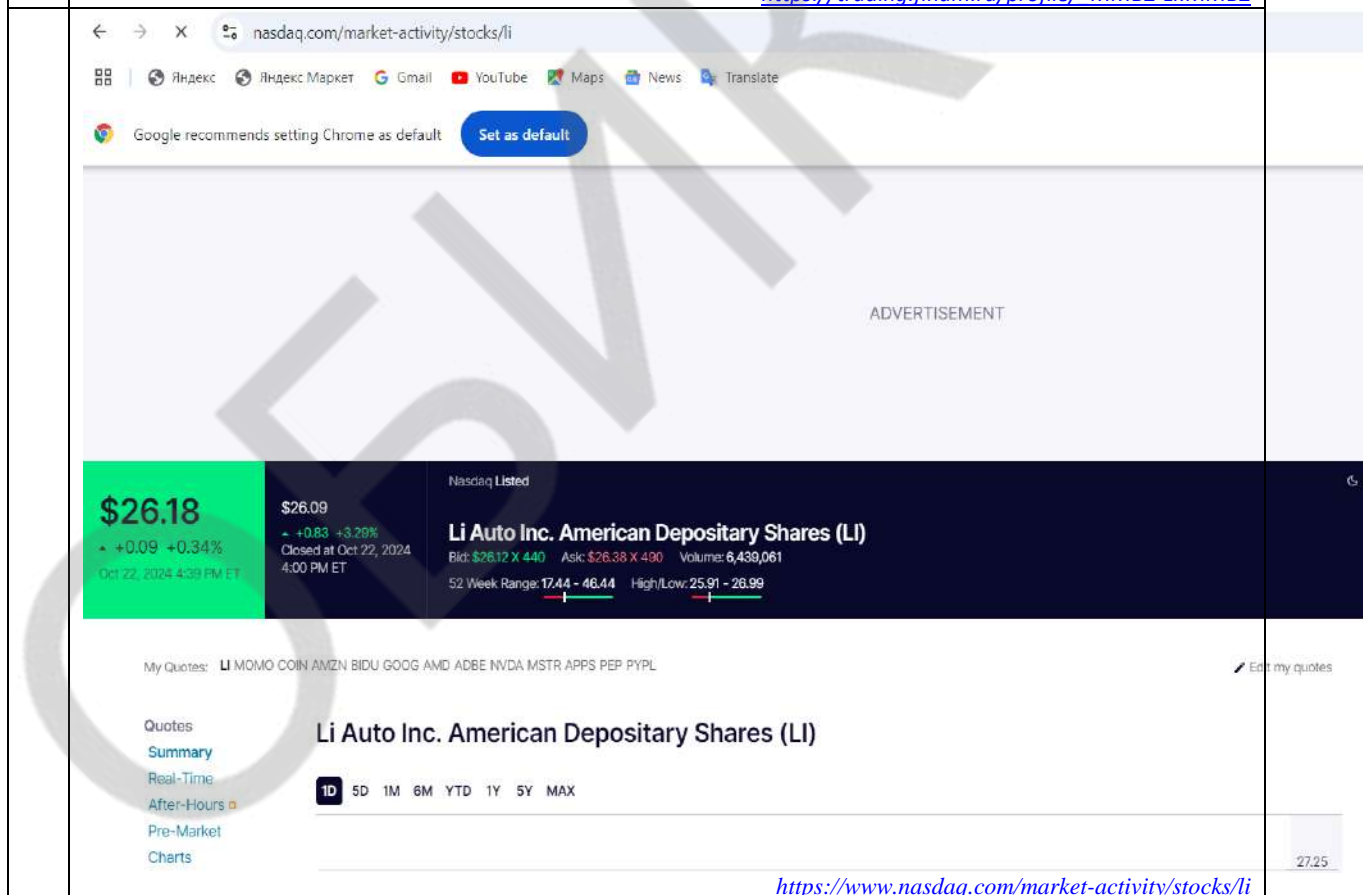 nasdaq.com/market-activity/stocks/li
Яндекс Яндекс Маркет Gmail YouTube Maps News Translate
Google recommends setting Chrome as default Set as default
ADVERTISEMENT
Nasdaq Listed
$26.18 $26.09
+0.09 +0.34% +0.83 +3.29% Li Auto Inc. American Depositary Shares (LI)
Oct 22, 2024 4:39 PM ET Closed at Oct 22, 2024 4:00 PM ET Bid: $26.12 X 440 Ask: $26.38 X 490 Volume: 6,439,061
52 Week Range: 17.44 - 46.44 High/Low: 25.91 - 26.99
My Quotes: LI MOMO COIN AMZN BIDU GOOG AMD ADBE NVDA MSTR APPS PEP PYPL Edit my quotes
Quotes
Li Auto Inc. American Depositary Shares (LI)
Summary
Real-Time
1D 5D 1M 6M YTD 1Y 5Y MAX
After-Hours
Pre-Market
Charts
27.25
https://www.nasdaq.com/market-activity/stocks/li
ОБИК